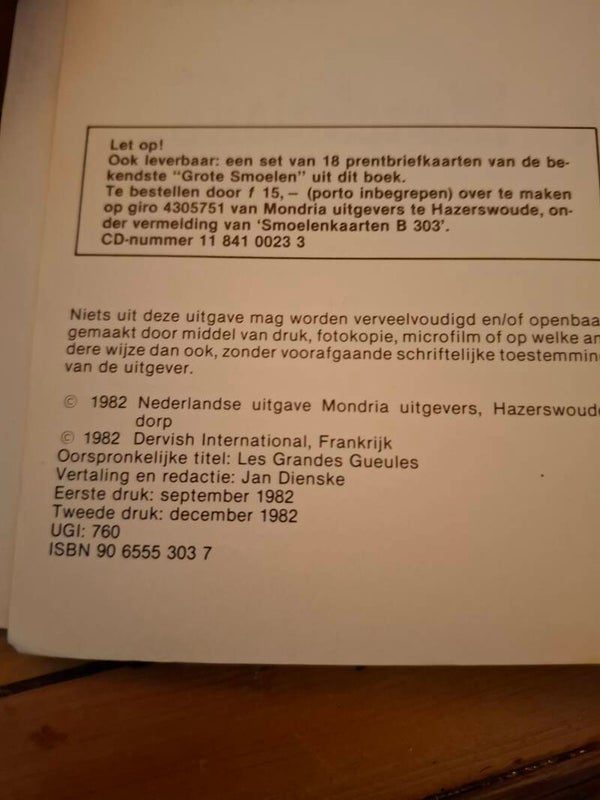 Let op!
Ook leverbaar: een set van 18 prentbriefkaarten van de be-
kendste "Grote Smoelen" uit dit boek.
Te bestellen door f 15,– (porto inbegrepen) over te maken
op giro 4305751 van Mondria uitgevers te Hazerswoude, on-
der vermelding van 'Smoelenkaarten B 303'.
CD-nummer 11 841 0023 3
Niets uit deze uitgave mag worden verveelvoudigd en/of openbaa
gemaakt door middel van druk, fotokopie, microfilm of op welke an
dere wijze dan ook, zonder voorafgaande schriftelijke toestemmin
van de uitgever.
© 1982 Nederlandse uitgave Mondria uitgevers, Hazerswoude
dorp
© 1982 Dervish International, Frankrijk
Oorspronkelijke titel: Les Grandes Gueules
Vertaling en redactie: Jan Dienske
Eerste druk: september 1982
Tweede druk: december 1982
UGI: 760
ISBN 90 6555 303 7